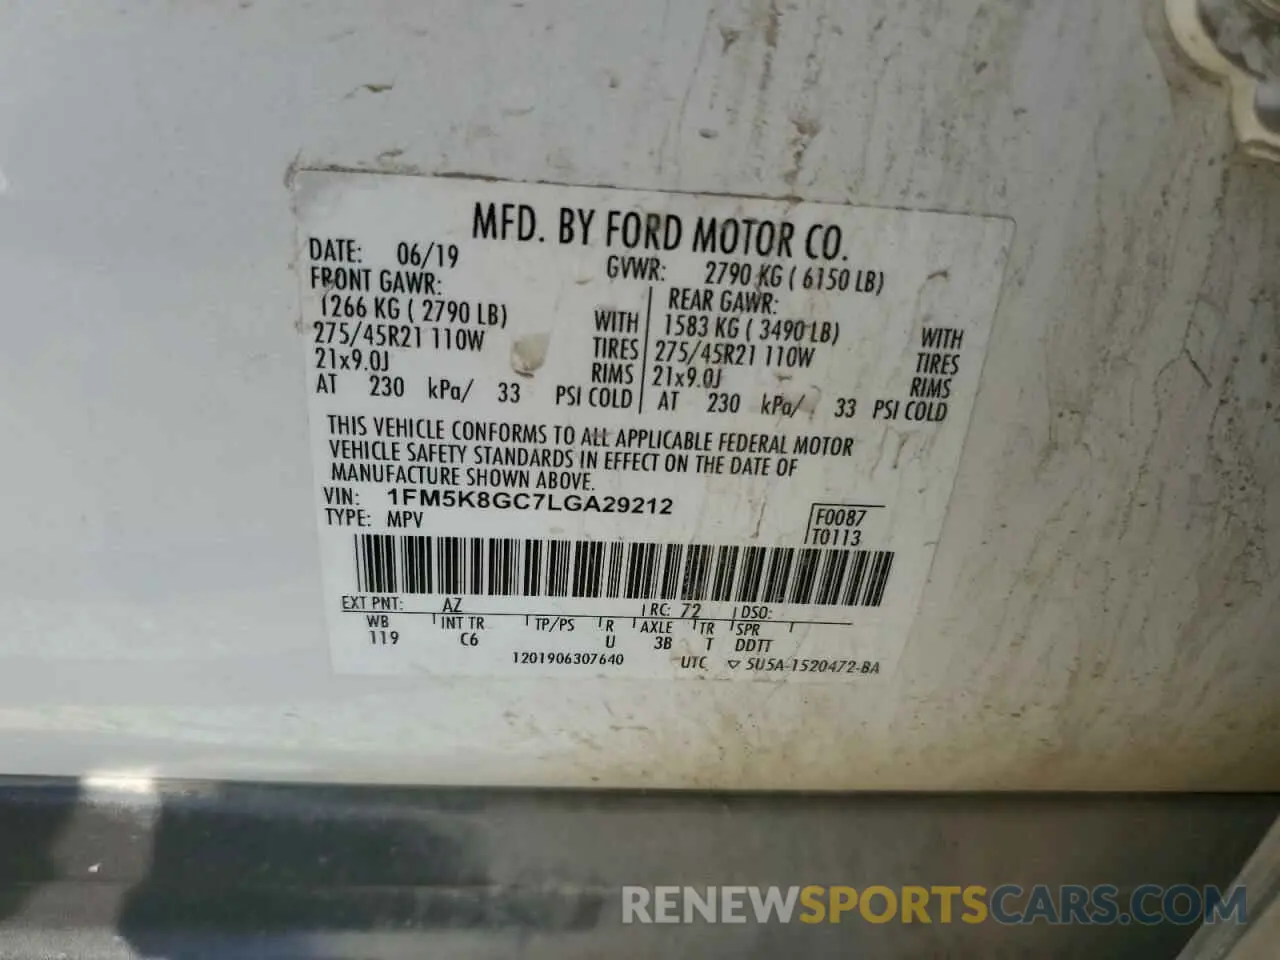 MFD. BY FORD MOTOR CO.
DATE: 06/19 GVWR: 2790 KG ( 6150 LB)
FRONT GAWR: REAR GAWR:
1266 KG ( 2790 LB) WITH 1583 KG ( 3490 LB) WITH
275/45R21 110W TIRES 275/45R21 110W TIRES
21x9.0J RIMS 21x9.0J RIMS
AT 230 kPa/ 33 PSI COLD AT 230 kPa/ 33 PSI COLD
THIS VEHICLE CONFORMS TO ALL APPLICABLE FEDERAL MOTOR
VEHICLE SAFETY STANDARDS IN EFFECT ON THE DATE OF
MANUFACTURE SHOWN ABOVE.
VIN: 1FM5K8GC7LGA29212 F0087
TYPE: MPV T0113
EXT PNT: AZ RC: 72 DSO:
WB INT TR TP/PS R AXLE TR SPR
119 C6 U 3B T DDTT
1201906307640 UTC ▽ 5U5A-1520472-BA
RENEWSPORTSCARS.COM